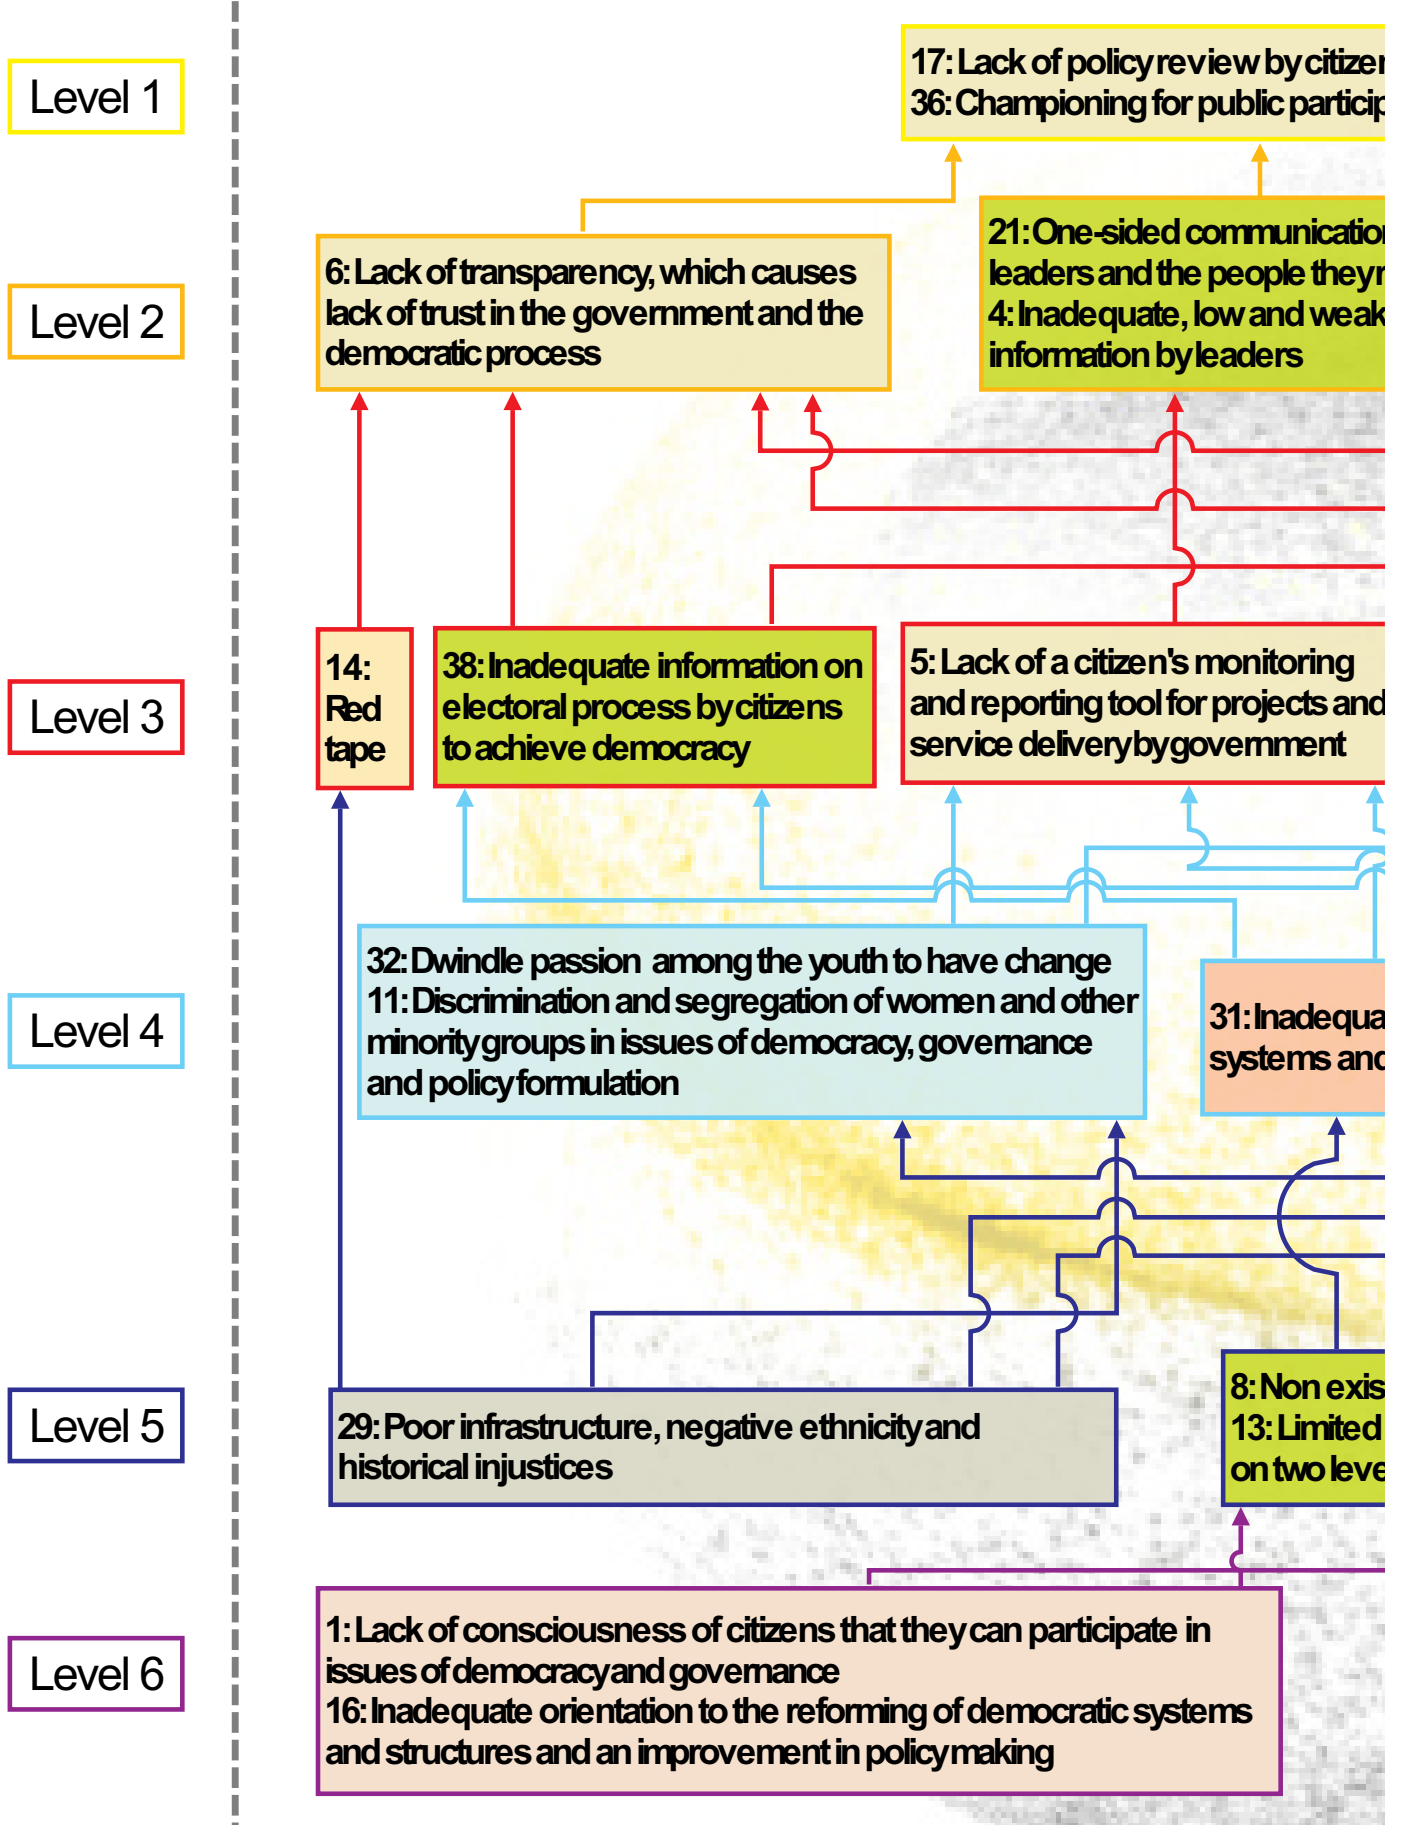 Level 1
17: Lack of policy review by
36: Championing for public
Level 2
6: Lack of transparency, which causes
lack of trust in the government and the
democratic process
21: One-sided
leaders and the people they
4: Inadequate, low and weak
information by leaders
Level 3
14:
Red
tape
38: Inadequate information on
electoral process by citizens
to achieve democracy
5: Lack of a citizen's monitoring
and reporting tool for projects and
service delivery by government
Level 4
32: Dwindle passion among the youth to have change
11: Discrimination and segregation of women and other
minority groups in issues of democracy, governance
and policy formulation
31:
systems and
Level 5
29: Poor infrastructure, negative ethnicity and
historical injustices
8: Non
13: Limited
on two
Level 6
1: Lack of consciousness of citizens that they can participate in
issues of democracy and governance
16: Inadequate orientation to the reforming of democratic systems
and structures and an improvement in policy making